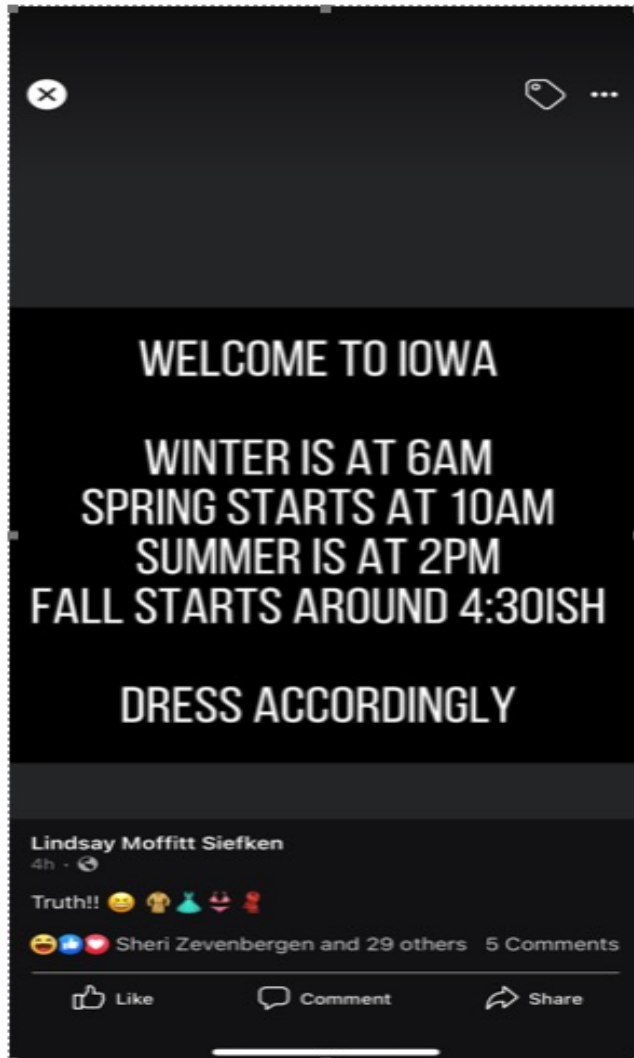 WELCOME TO IOWA
WINTER IS AT 6AM
SPRING STARTS AT 10AM
SUMMER IS AT 2PM
FALL STARTS AROUND 4:30ISH
DRESS ACCORDINGLY
Lindsay Moffitt Siefken
4h ·
Truth!! 😆 🧥👗👙🧣
Sheri Zevenbergen and 29 others 5 Comments
Like Comment Share